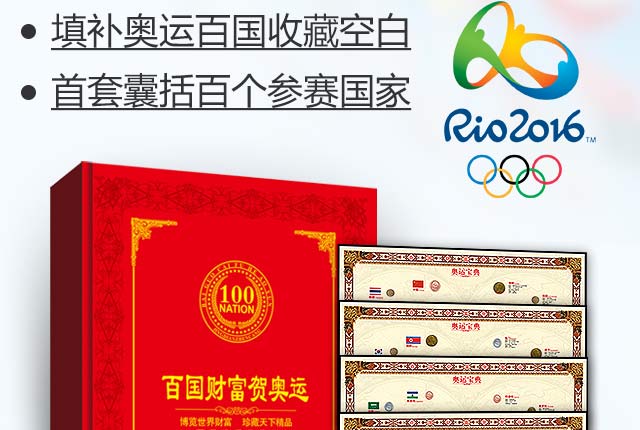 填补奥运百国收藏空白
首套囊括百个参赛国家
Rio2016™
100
NATION
百国财富贺奥运
博览世界财富 珍藏天下精品
奥运宝典
奥运宝典
奥运宝典